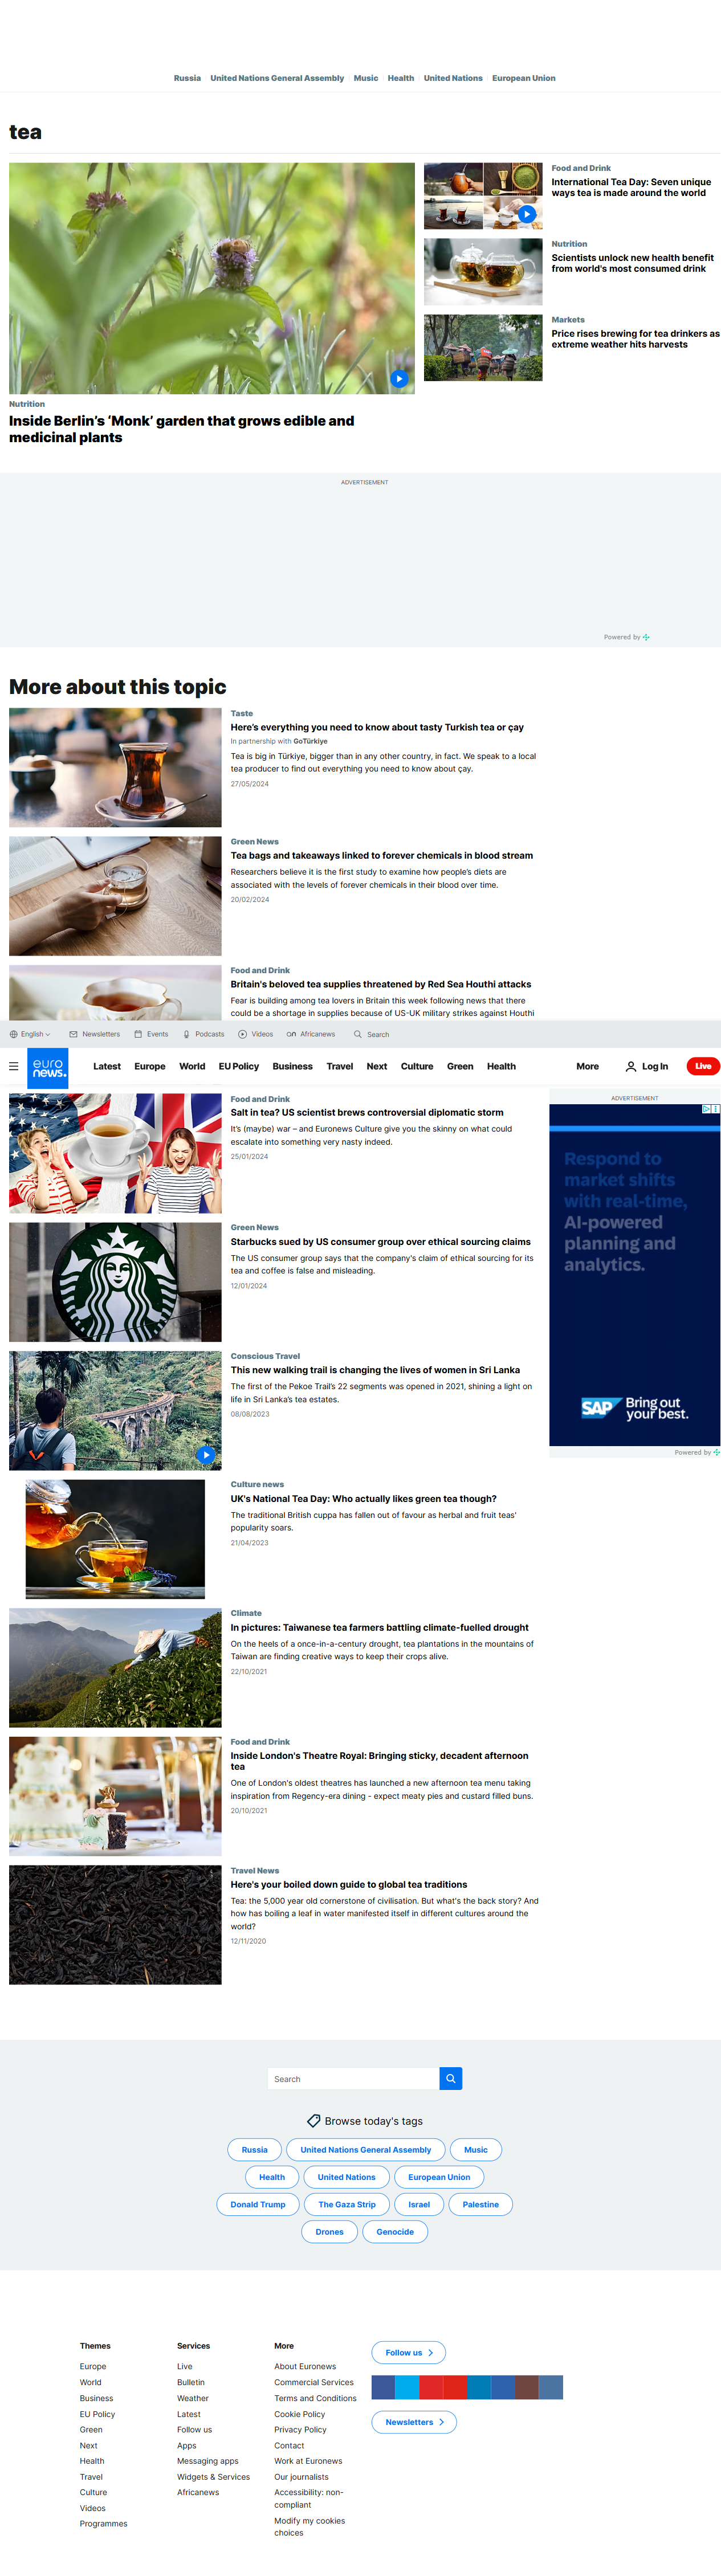 Russia United Nations General Assembly Music Health United Nations European Union
tea
Food and Drink
International Tea Day: Seven unique
ways tea is made around the world
Nutrition
Scientists unlock new health benefit
from world's most consumed drink
Markets
Price rises brewing for tea drinkers as
extreme weather hits harvests
Nutrition
Inside Berlin's ‘Monk’ garden that grows edible and
medicinal plants
ADVERTISEMENT
Powered by
More about this topic
Taste
Here's everything you need to know about tasty Turkish tea or çay
In partnership with GoTürkiye
Tea is big in Türkiye, bigger than in any other country, in fact. We speak to a local
tea producer to find out everything you need to know about çay.
27/05/2024
Green News
Tea bags and takeaways linked to forever chemicals in blood stream
Researchers believe it is the first study to examine how people's diets are
associated with the levels of forever chemicals in their blood over time.
20/02/2024
Food and Drink
Britain's beloved tea supplies threatened by Red Sea Houthi attacks
Fear is building among tea lovers in Britain this week following news that there
could be a shortage in supplies because of US-UK military strikes against Houthi
English Newsletters Events Podcasts Videos Africanews Search
euro
news.
Latest Europe World EU Policy Business Travel Next Culture Green Health More Log In Live
Food and Drink
Salt in tea? US scientist brews controversial diplomatic storm
It's (maybe) war – and Euronews Culture give you the skinny on what could
escalate into something very nasty indeed.
25/01/2024
ADVERTISEMENT
Respond to
market shifts
with real-time,
AI-powered
planning and
analytics.
SAP Bring out
your best.
Powered by
Green News
Starbucks sued by US consumer group over ethical sourcing claims
The US consumer group says that the company's claim of ethical sourcing for its
tea and coffee is false and misleading.
12/01/2024
Conscious Travel
This new walking trail is changing the lives of women in Sri Lanka
The first of the Pekoe Trail's 22 segments was opened in 2021, shining a light on
life in Sri Lanka's tea estates.
08/08/2023
Culture news
UK's National Tea Day: Who actually likes green tea though?
The traditional British cuppa has fallen out of favour as herbal and fruit teas'
popularity soars.
21/04/2023
Climate
In pictures: Taiwanese tea farmers battling climate-fuelled drought
On the heels of a once-in-a-century drought, tea plantations in the mountains of
Taiwan are finding creative ways to keep their crops alive.
22/10/2021
Food and Drink
Inside London's Theatre Royal: Bringing sticky, decadent afternoon
tea
One of London's oldest theatres has launched a new afternoon tea menu taking
inspiration from Regency-era dining - expect meaty pies and custard filled buns.
20/10/2021
Travel News
Here's your boiled down guide to global tea traditions
Tea: the 5,000 year old cornerstone of civilisation. But what's the back story? And
how has boiling a leaf in water manifested itself in different cultures around the
world?
12/11/2020
Search
Browse today's tags
Russia United Nations General Assembly Music
Health United Nations European Union
Donald Trump The Gaza Strip Israel Palestine
Drones Genocide
Themes
Europe
World
Business
EU Policy
Green
Next
Health
Travel
Culture
Videos
Programmes
Services
Live
Bulletin
Weather
Latest
Follow us
Apps
Messaging apps
Widgets & Services
Africanews
More
About Euronews
Commercial Services
Terms and Conditions
Cookie Policy
Privacy Policy
Contact
Work at Euronews
Our journalists
Accessibility: non-
compliant
Modify my cookies
choices
Follow us
Newsletters